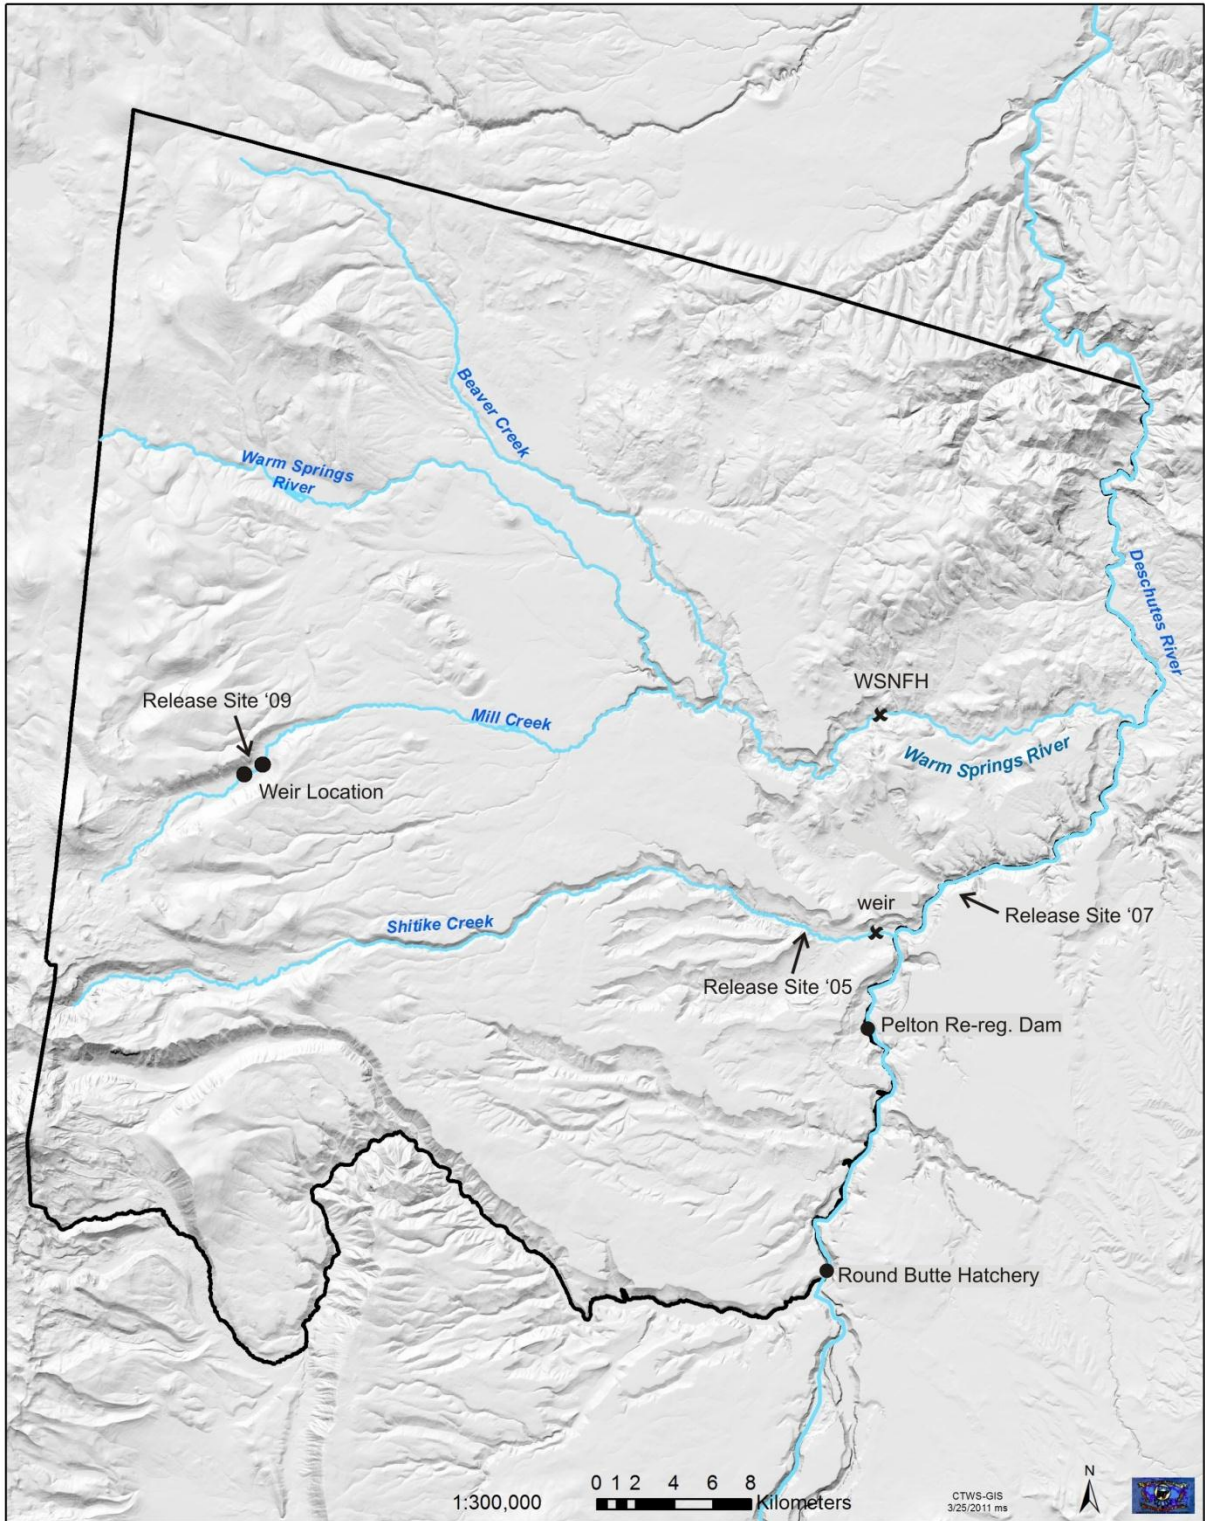 Beaver Creek
Warm Springs
River
Deschutes River
WSNFH
Release Site ‘09
Mill Creek
Warm Springs River
Weir Location
weir
Release Site ‘07
Shitike Creek
Release Site ‘05
Pelton Re-reg. Dam
Round Butte Hatchery
N
0 1 2 4 6 8
1:300,000
Kilometers
CTWS-GIS
3/25/2011 ms